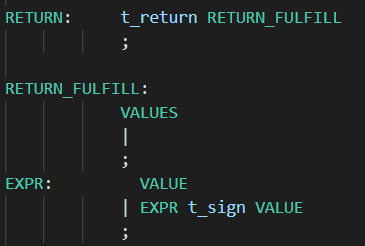 RETURN: t_return RETURN_FULFILL
;
RETURN_FULFILL:
VALUES
|
;
EXPR: VALUE
| EXPR t_sign VALUE
;